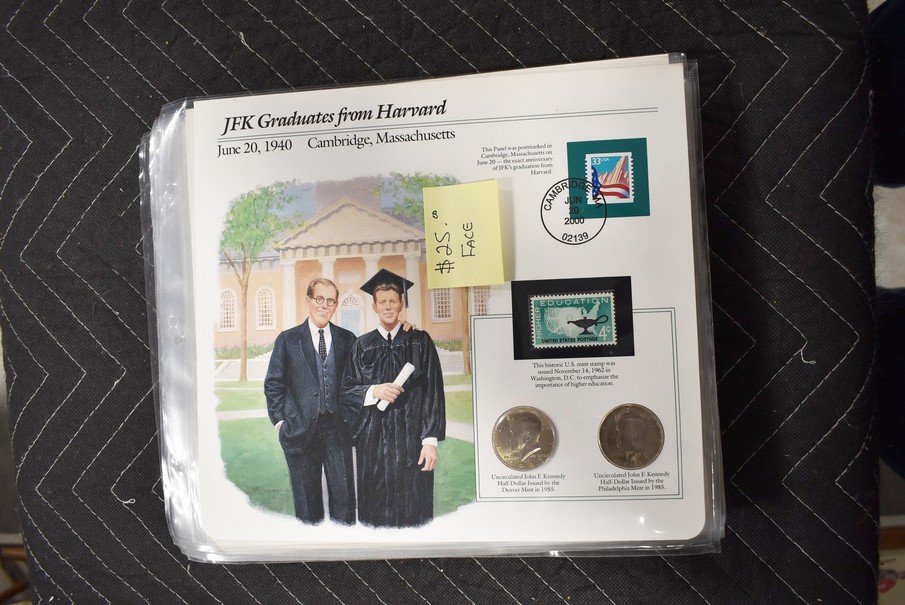 JFK Graduates from Harvard
June 20, 1940 Cambridge, Massachusetts
This Panel was postmarked in
Cambridge, Massachusetts on
June 20 — the exact anniversary
of JFK's graduation from
Harvard.
33 USA
CAMBRIDGE, MA
JUN
20
2000
02139
$25.00
FACE
HIGHER EDUCATION
4¢
UNITED STATES POSTAGE
This historic U.S. mint stamp was
issued November 14, 1962 in
Washington, D.C. to emphasize the
importance of higher education.
Uncirculated John F. Kennedy
Half-Dollar Issued by the
Denver Mint in 1985.
Uncirculated John F. Kennedy
Half-Dollar Issued by the
Philadelphia Mint in 1985.